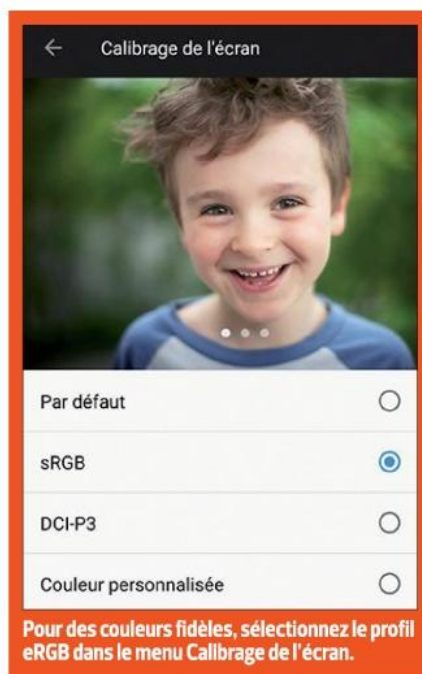 Calibrage de l'écran
Par défaut
sRGB
DCI-P3
Couleur personnalisée
Pour des couleurs fidèles, sélectionnez le profil
eRGB dans le menu Calibrage de l'écran.